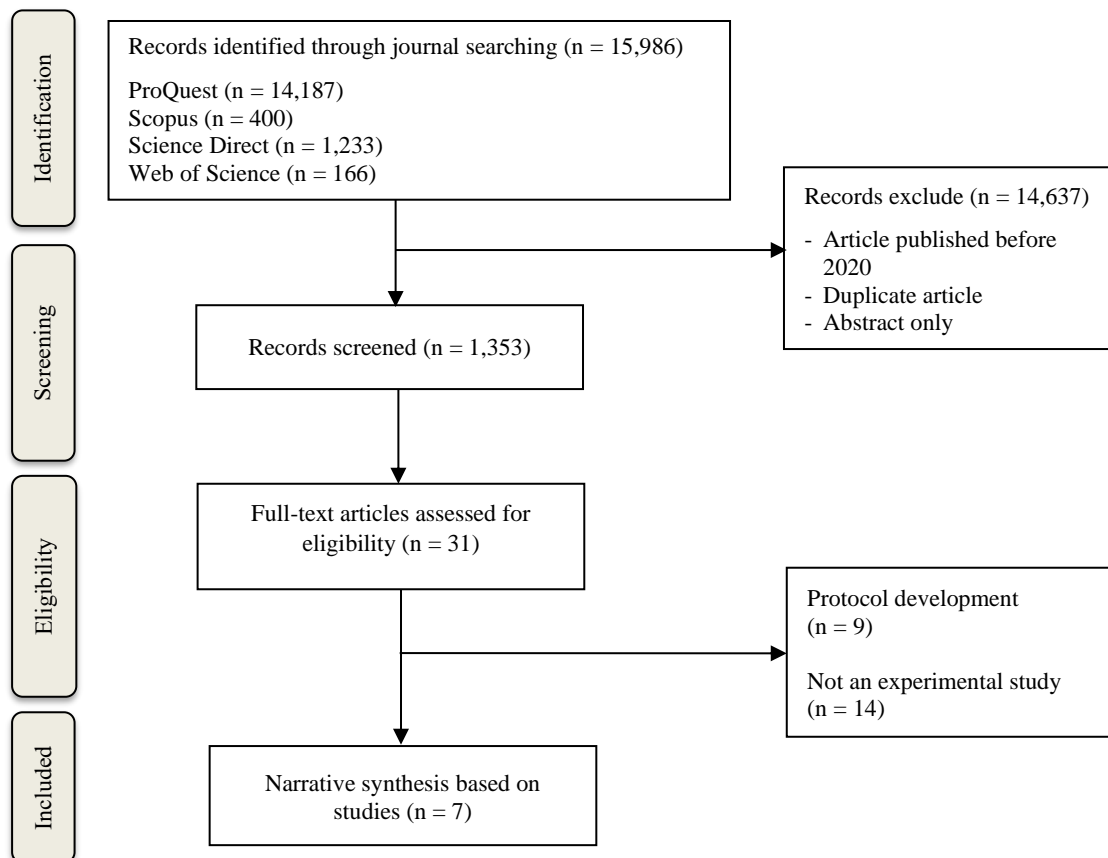 Identification
Records identified through journal searching (n = 15,986)
ProQuest (n = 14,187)
Scopus (n = 400)
Science Direct (n = 1,233)
Web of Science (n = 166)
Records exclude (n = 14,637)
- Article published before
2020
- Duplicate article
- Abstract only
Screening
Records screened (n = 1,353)
Eligibility
Full-text articles assessed for
eligibility (n = 31)
Protocol development
(n = 9)
Not an experimental study
(n = 14)
Included
Narrative synthesis based on
studies (n = 7)